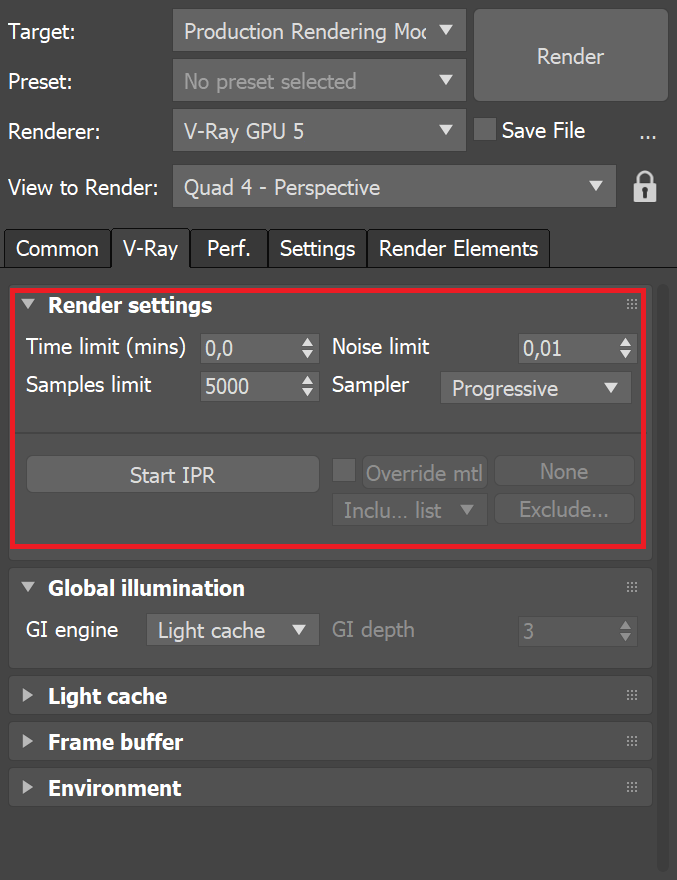 Target: Production Rendering Moc Render
Preset: No preset selected
Renderer: V-Ray GPU 5 Save File ...
View to Render: Quad 4 - Perspective
Common V-Ray Perf. Settings Render Elements
Render settings
Time limit (mins) 0,0 Noise limit 0,01
Samples limit 5000 Sampler Progressive
Start IPR Override mtl None
Inclu... list Exclude...
Global illumination
GI engine Light cache GI depth 3
Light cache
Frame buffer
Environment